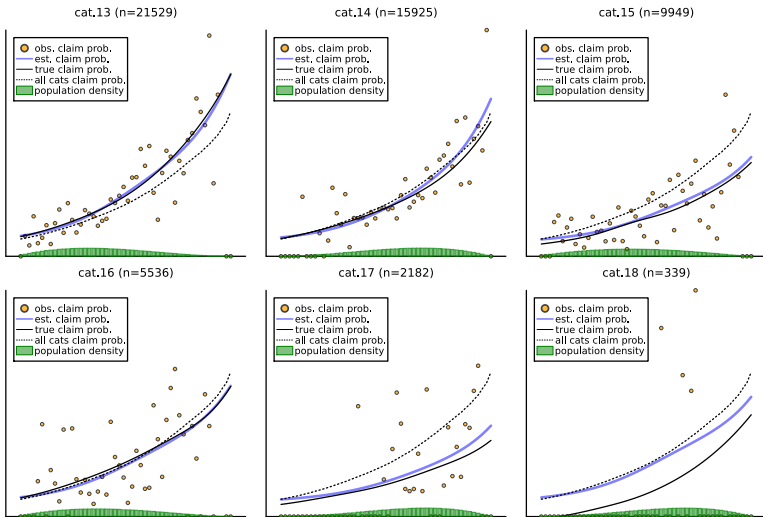 cat.13 (n=21529)
obs. claim prob.
est. claim prob.
true claim prob.
all cats claim prob.
population density
cat.14 (n=15925)
obs. claim prob.
est. claim prob.
true claim prob.
all cats claim prob.
population density
cat.15 (n=9949)
obs. claim prob.
est. claim prob.
true claim prob.
all cats claim prob.
population density
cat.16 (n=5536)
obs. claim prob.
est. claim prob.
true claim prob.
all cats claim prob.
population density
cat.17 (n=2182)
obs. claim prob.
est. claim prob.
true claim prob.
all cats claim prob.
population density
cat.18 (n=339)
obs. claim prob.
est. claim prob.
true claim prob.
all cats claim prob.
population density